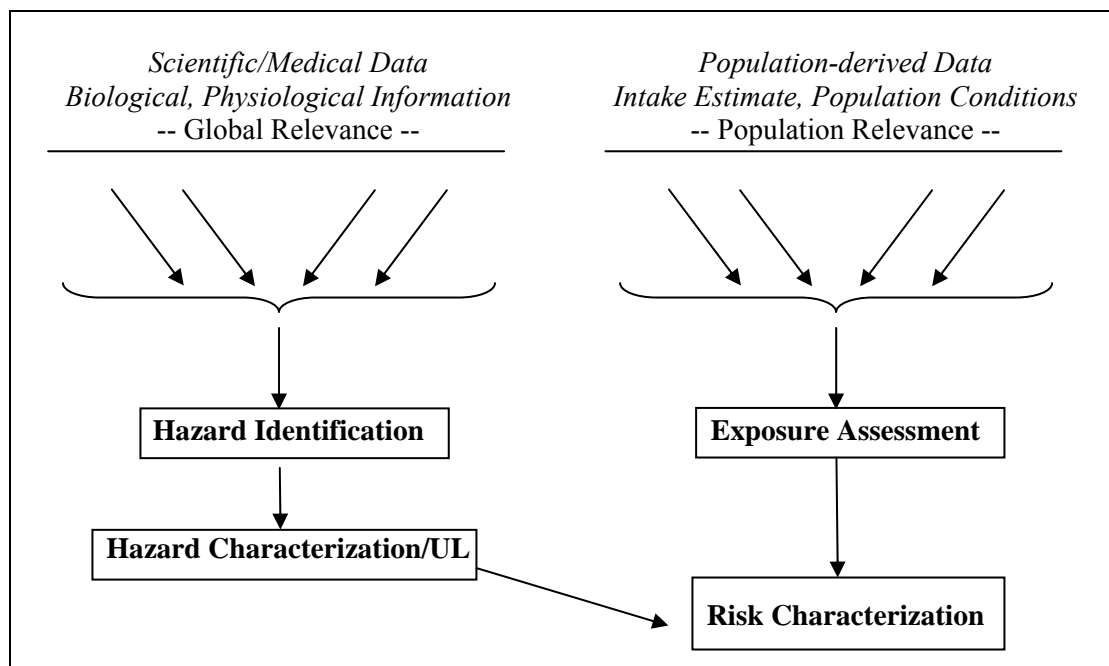 Scientific/Medical Data
Biological, Physiological Information
-- Global Relevance --
Population-derived Data
Intake Estimate, Population Conditions
-- Population Relevance --
Hazard Identification
Exposure Assessment
Hazard Characterization/UL
Risk Characterization